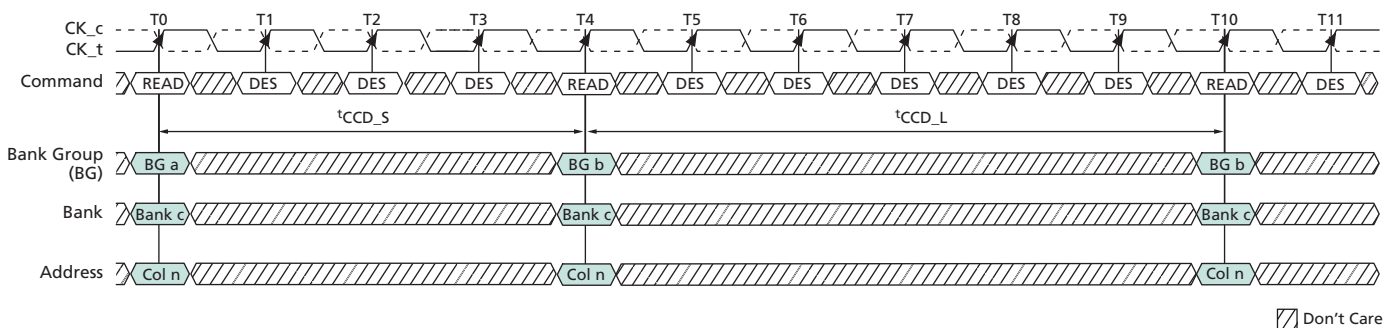 T0 T1 T2 T3 T4 T5 T6 T7 T8 T9 T10 T11
CK_c
CK_t
Command READ DES DES DES READ DES DES DES DES DES READ DES
tCCD_S tCCD_L
Bank Group
(BG) BG a BG b BG b
Bank Bank c Bank c Bank c
Address Col n Col n Col n
Don't Care